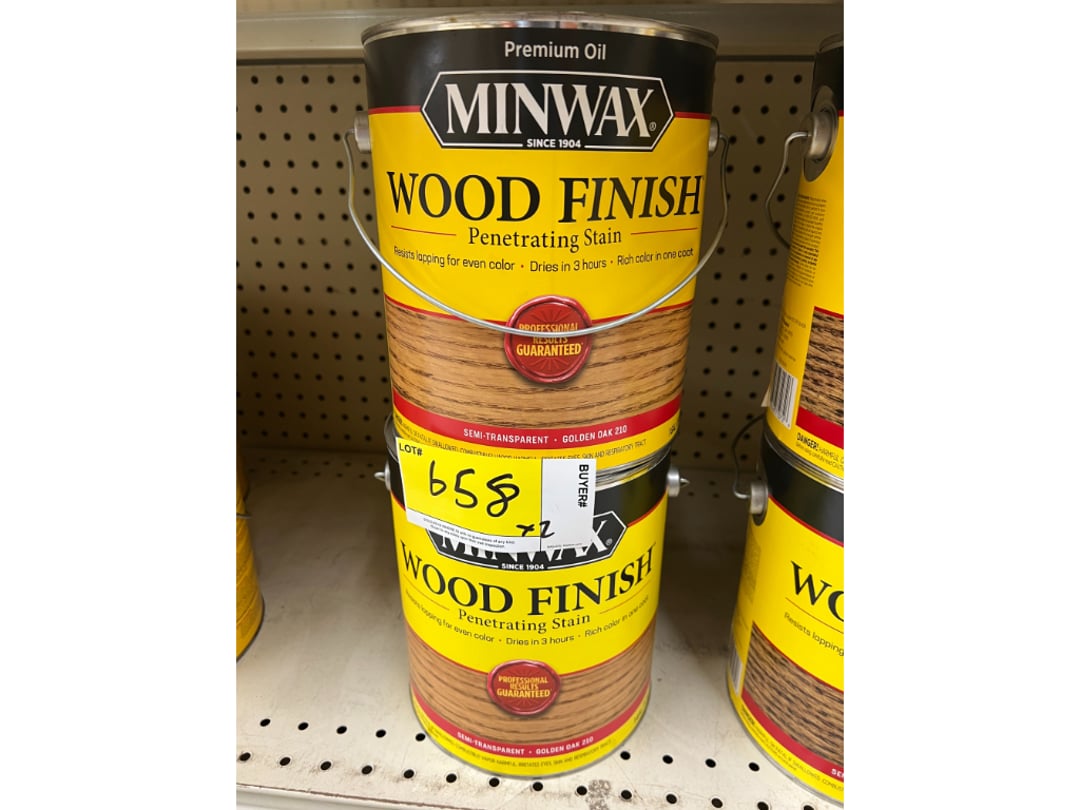 Premium Oil
MINWAX®
SINCE 1904
WOOD FINISH
Penetrating Stain
Resists lapping for even color • Dries in 3 hours • Rich color in one coat
PROFESSIONAL
RESULTS
GUARANTEED
SEMI-TRANSPARENT • GOLDEN OAK 210
LOT#
658
x2
BUYER#
MINWAX®
SINCE 1904
WOOD FINISH
Penetrating Stain
lapping for even color • Dries in 3 hours • Rich color in one coat
PROFESSIONAL
RESULTS
GUARANTEED
SEMI-TRANSPARENT • GOLDEN OAK 210
DANGER!
WO
Resists lapping
SE